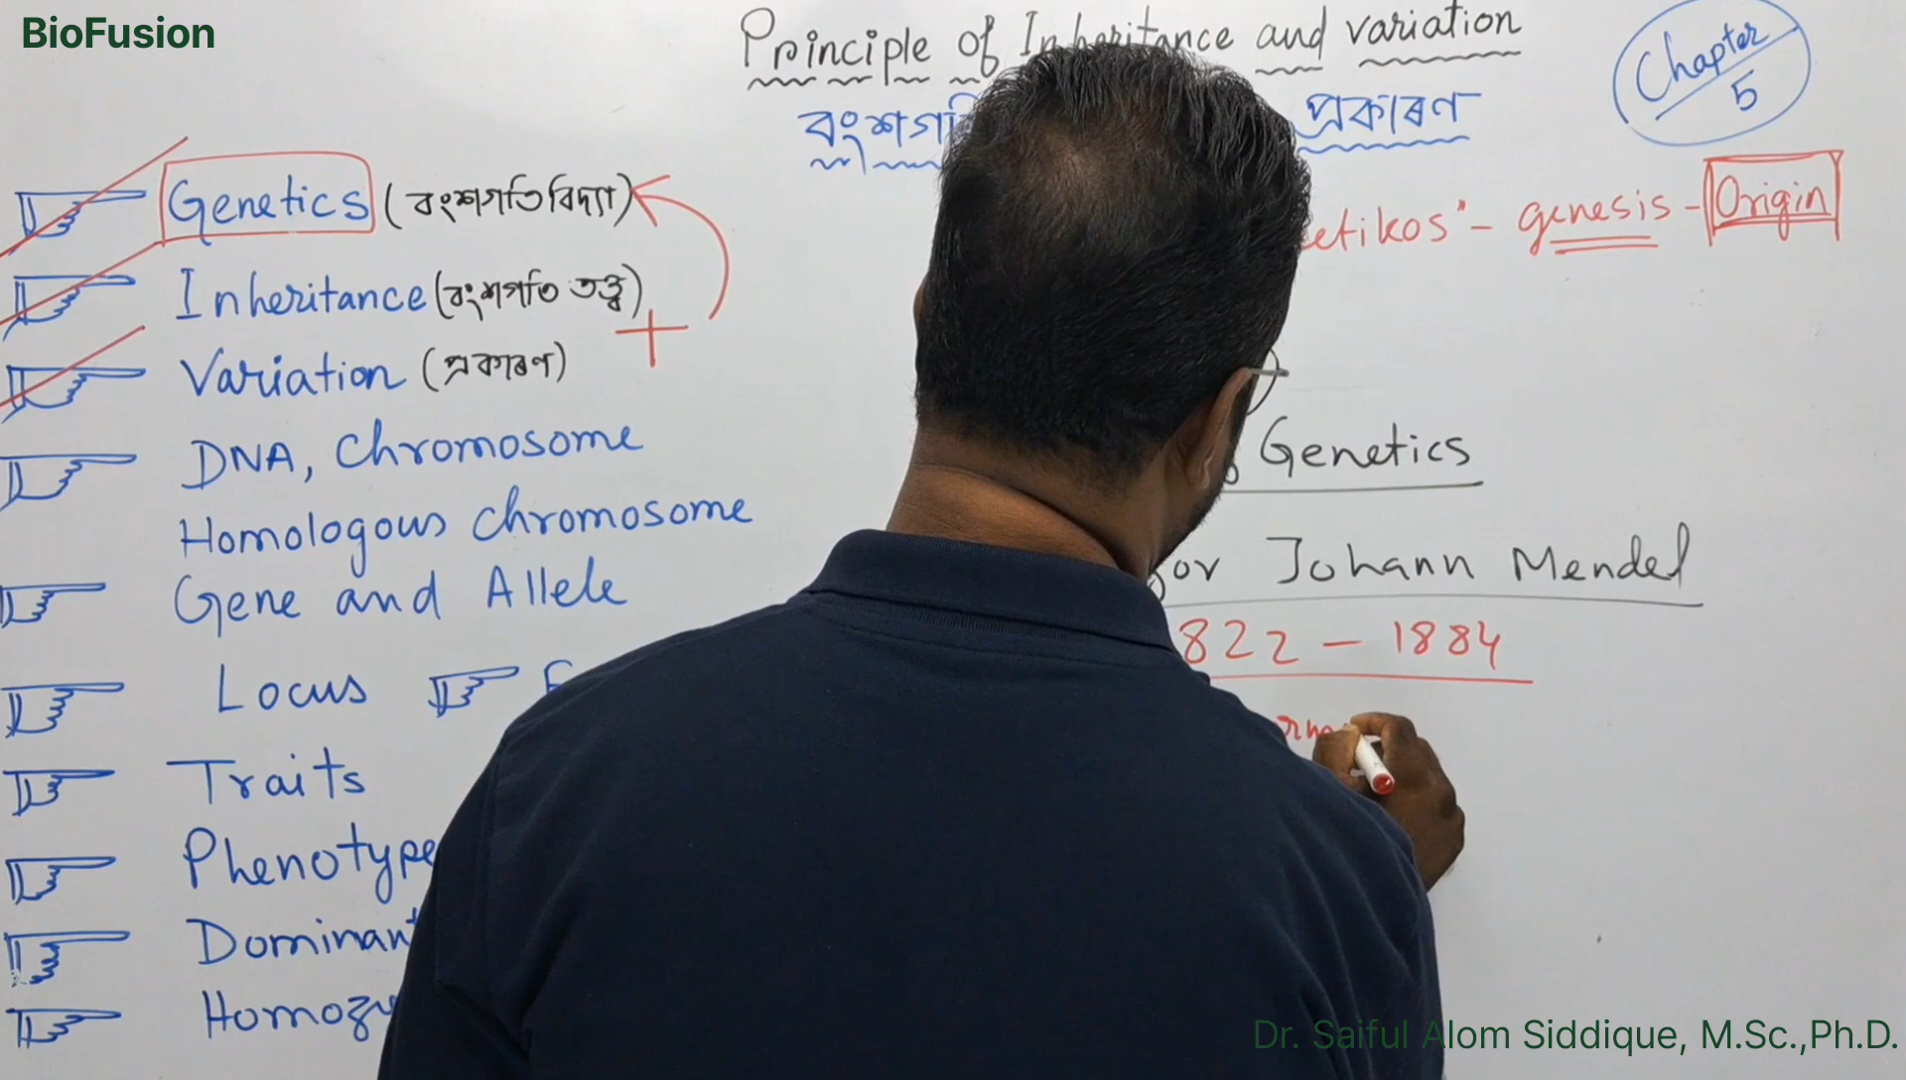 BioFusion
Principle of Inheritance and variation
প্ৰকাৰণ
Chapter
5
Genetics (বংশগতিবিদ্যা)
genesis - Origin
Inheritance (বংশগতি তত্ত্ব)
+
Variation (প্ৰকাৰণ)
DNA, Chromosome
Genetics
Homologous chromosome
Johann Mendel
Gene and Allele
822 - 1884
Locus
Traits
Phenotype
Dominant
Dr. Saiful Alom Siddique, M.Sc.,Ph.D.